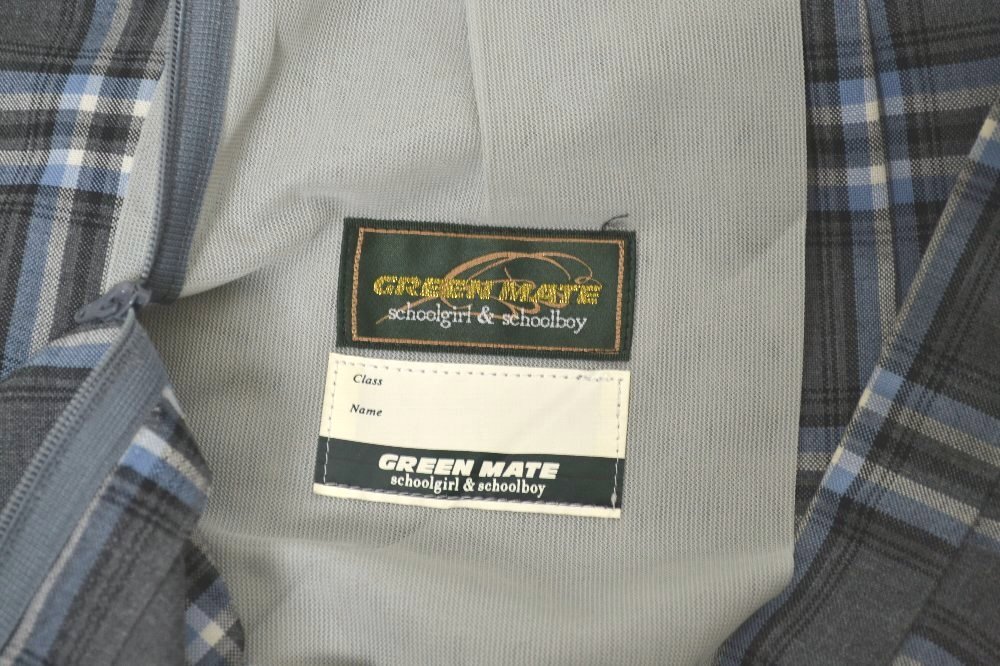 GREEN MATE
schoolgirl & schoolboy
Class
Name
GREEN MATE
schoolgirl & schoolboy